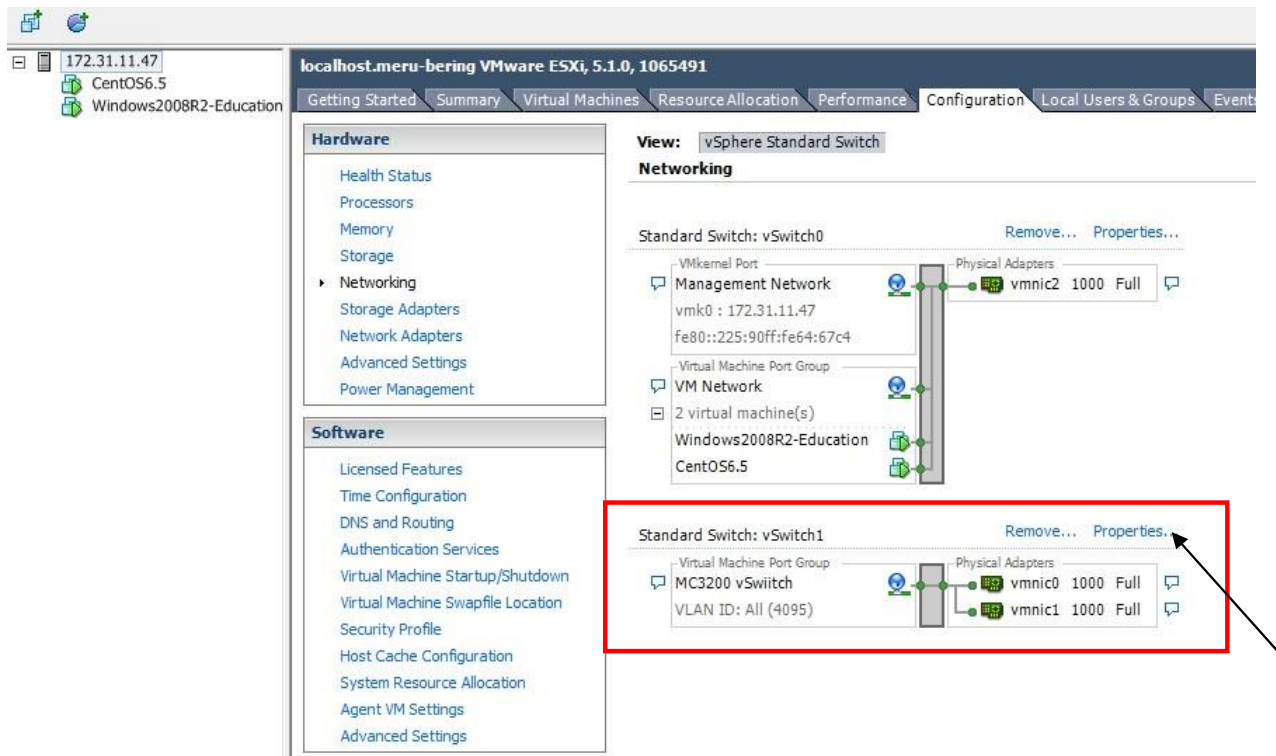 172.31.11.47
CentOS6.5
Windows2008R2-Education
localhost.meru-bering VMware ESXi, 5.1.0, 1065491
Getting Started Summary Virtual Machines Resource Allocation Performance Configuration Local Users & Groups Events
Hardware
Health Status
Processors
Memory
Storage
Networking
Storage Adapters
Network Adapters
Advanced Settings
Power Management
Software
Licensed Features
Time Configuration
DNS and Routing
Authentication Services
Virtual Machine Startup/Shutdown
Virtual Machine Swapfile Location
Security Profile
Host Cache Configuration
System Resource Allocation
Agent VM Settings
Advanced Settings
View: vSphere Standard Switch
Networking
Standard Switch: vSwitch0 Remove... Properties...
VMkernel Port Physical Adapters
Management Network vmnic2 1000 Full
vmk0 : 172.31.11.47
fe80::225:90ff:fe64:67c4
Virtual Machine Port Group
VM Network
2 virtual machine(s)
Windows2008R2-Education
CentOS6.5
Standard Switch: vSwitch1 Remove... Properties...
Virtual Machine Port Group Physical Adapters
MC3200 vSwiitch vmnic0 1000 Full
VLAN ID: All (4095) vmnic1 1000 Full